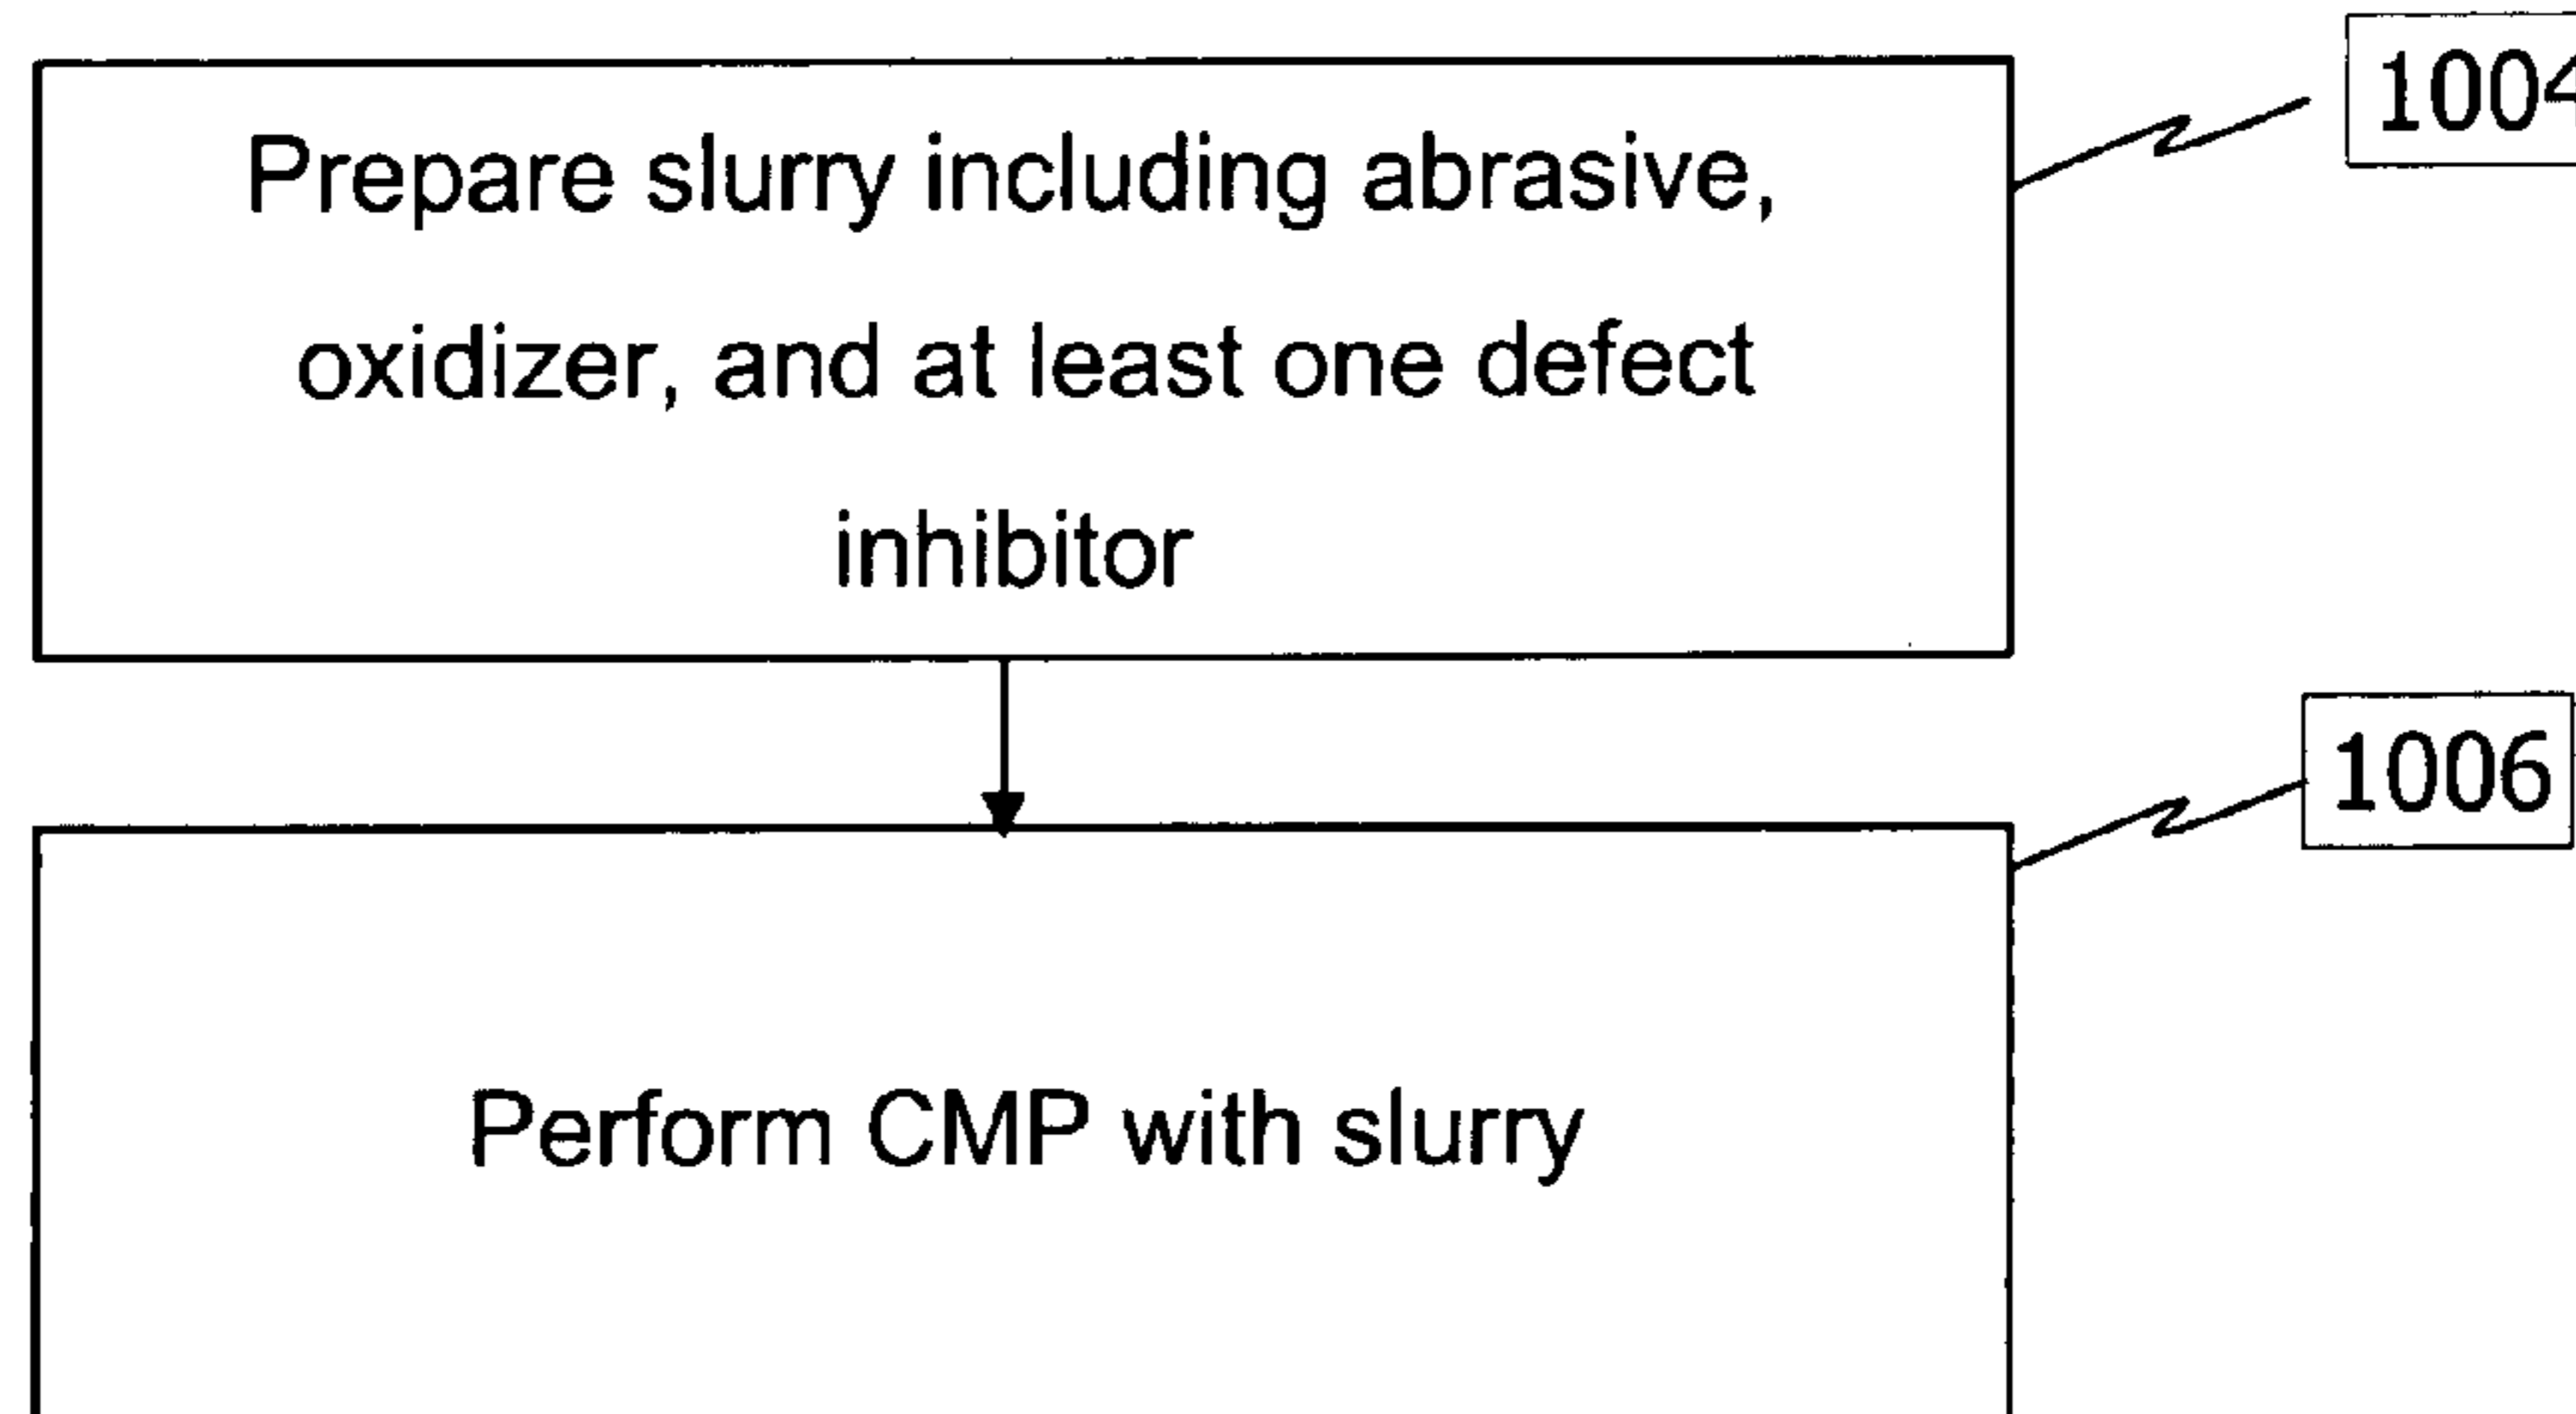 Prepare slurry including abrasive,
1004
oxidizer, and at least one defect
inhibitor
1006
Perform CMP with slurry